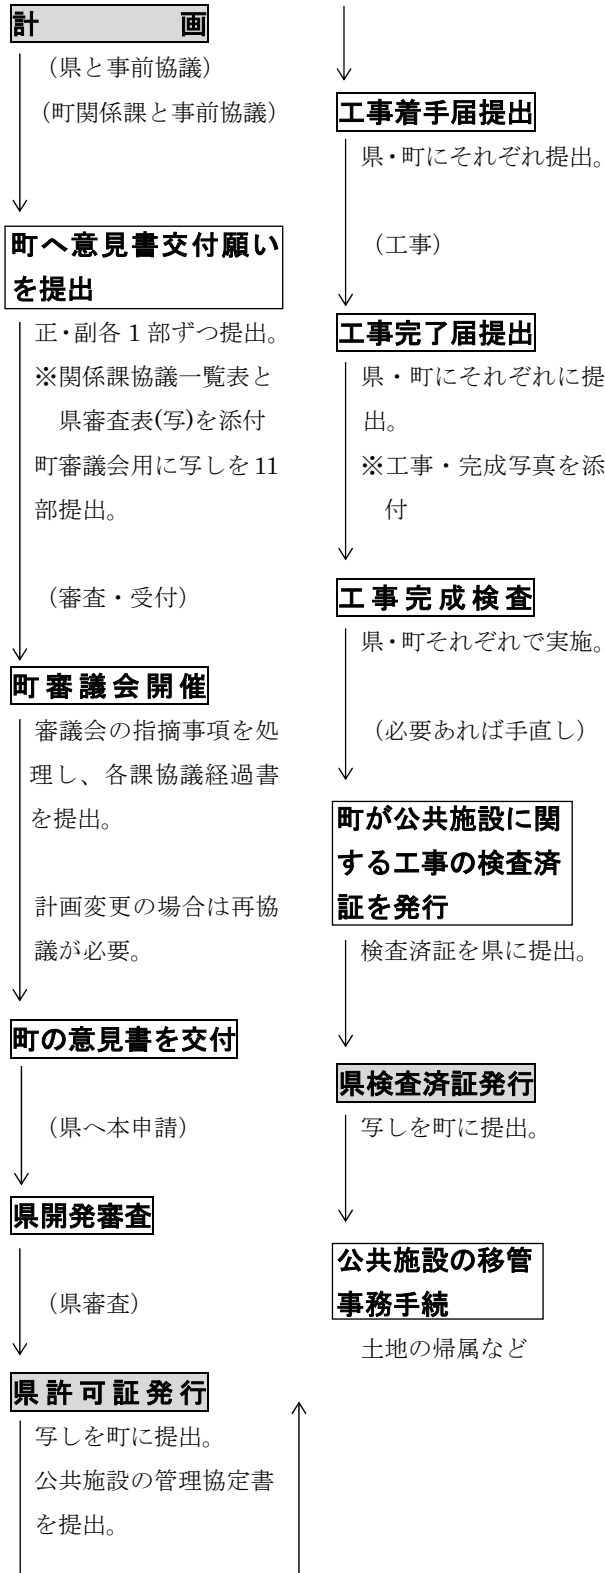 計　　　　　画
（県と事前協議）
（町関係課と事前協議）
町へ意見書交付願い
を提出
正・副各1部ずつ提出。
※関係課協議一覧表と
県審査表(写)を添付
町審議会用に写しを11
部提出。
（審査・受付）
町審議会開催
審議会の指摘事項を処
理し、各課協議経過書
を提出。
計画変更の場合は再協
議が必要。
町の意見書を交付
（県へ本申請）
県開発審査
（県審査）
県許可証発行
写しを町に提出。
公共施設の管理協定書
を提出。
工事着手届提出
県・町にそれぞれ提出。
（工事）
工事完了届提出
県・町にそれぞれに提
出。
※工事・完成写真を添
付
工事完成検査
県・町それぞれで実施。
（必要あれば手直し）
町が公共施設に関
する工事の検査済
証を発行
検査済証を県に提出。
県検査済証発行
写しを町に提出。
公共施設の移管
事務手続
土地の帰属など